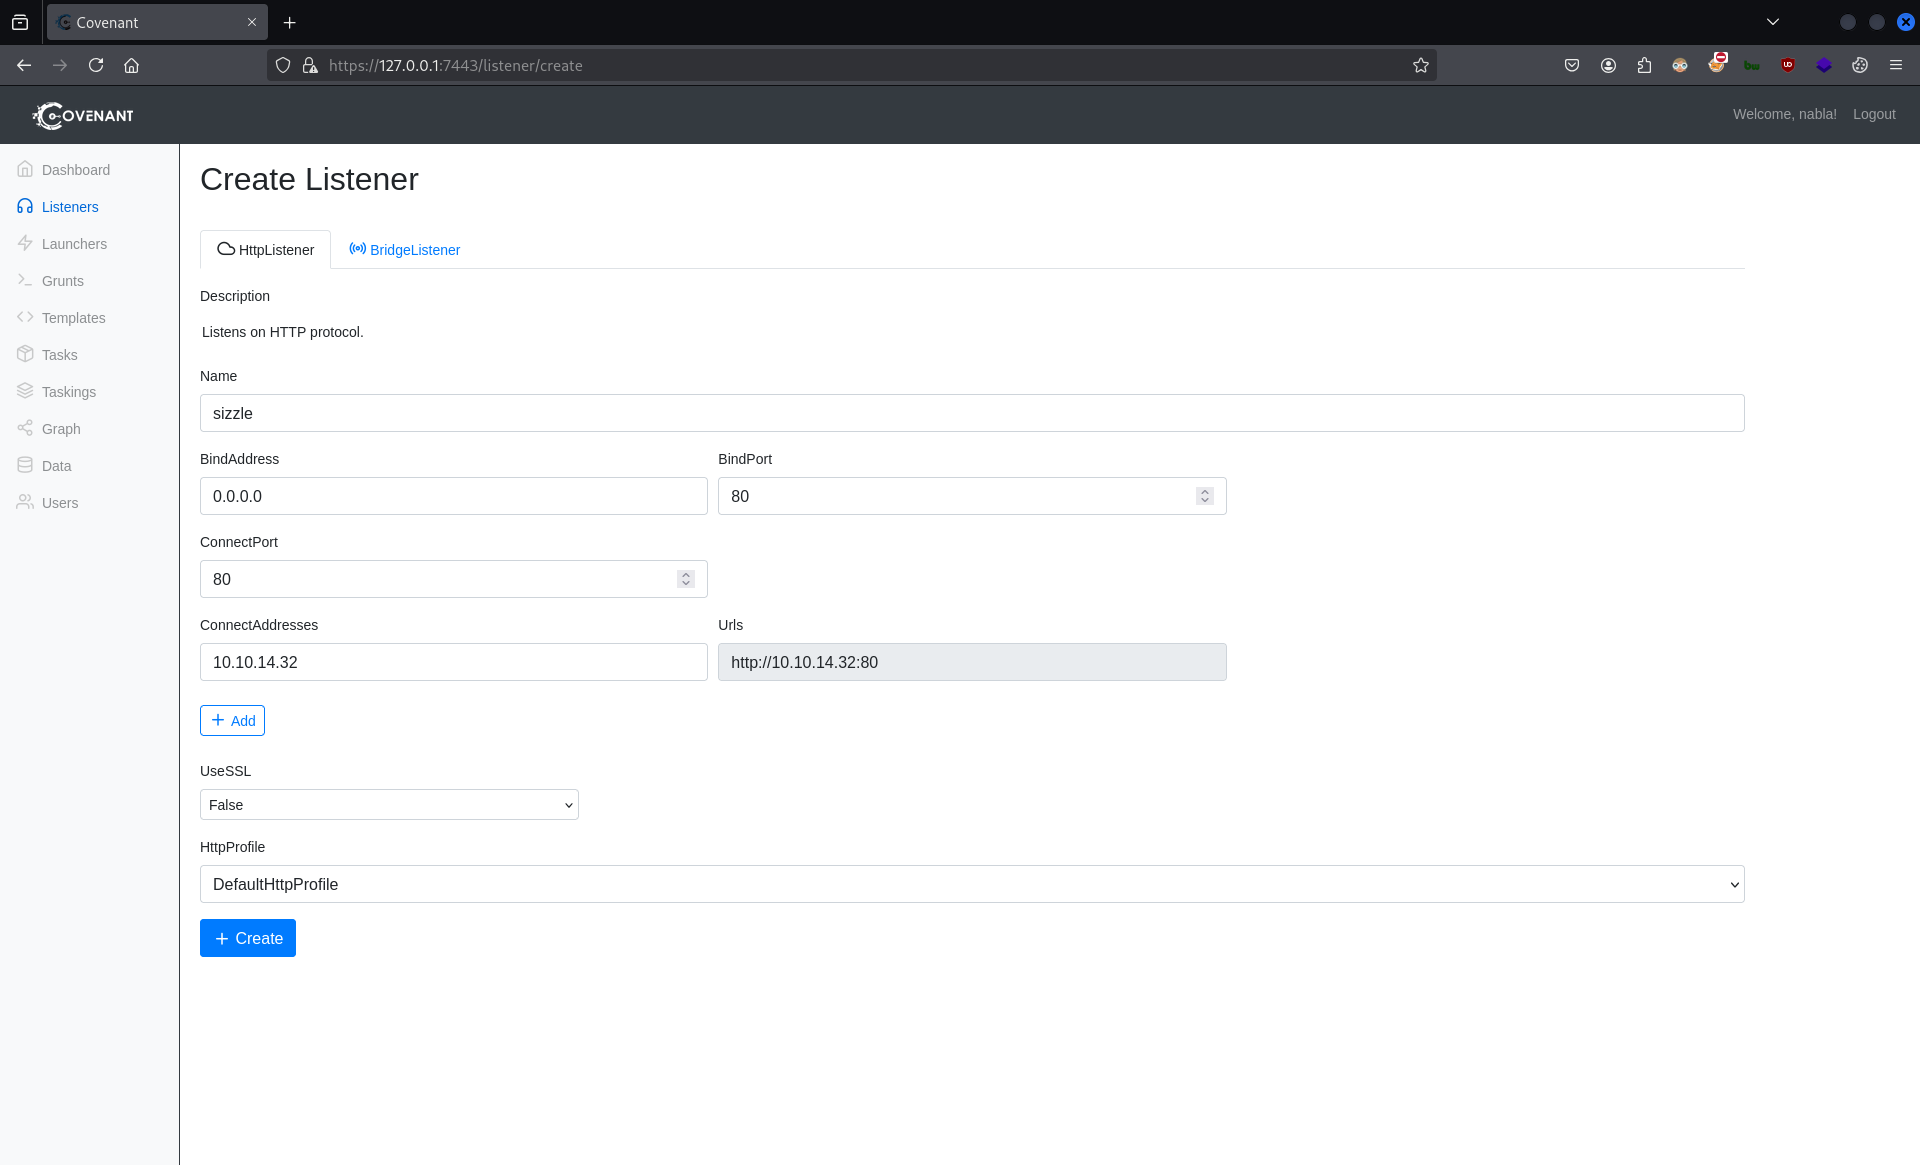 Covenant
https://127.0.0.1:7443/listener/create
COVENANT
Welcome, nabla! Logout
Dashboard
Listeners
Launchers
Grunts
Templates
Tasks
Taskings
Graph
Data
Users
Create Listener
HttpListener BridgeListener
Description
Listens on HTTP protocol.
Name
sizzle
BindAddress BindPort
0.0.0.0 80
ConnectPort
80
ConnectAddresses Urls
10.10.14.32 http://10.10.14.32:80
+ Add
UseSSL
False
HttpProfile
DefaultHttpProfile
+ Create